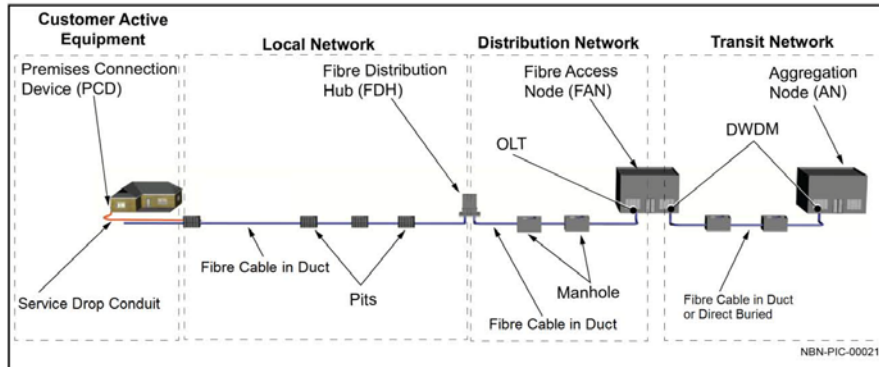 Customer Active
Equipment
Local Network
Distribution Network
Transit Network
Premises Connection
Device (PCD)
Fibre Distribution
Hub (FDH)
Fibre Access
Node (FAN)
Aggregation
Node (AN)
OLT
DWDM
Fibre Cable in Duct
Pits
Manhole
Service Drop Conduit
Fibre Cable in Duct
Fibre Cable in Duct
or Direct Buried
NBN-PIC-00021